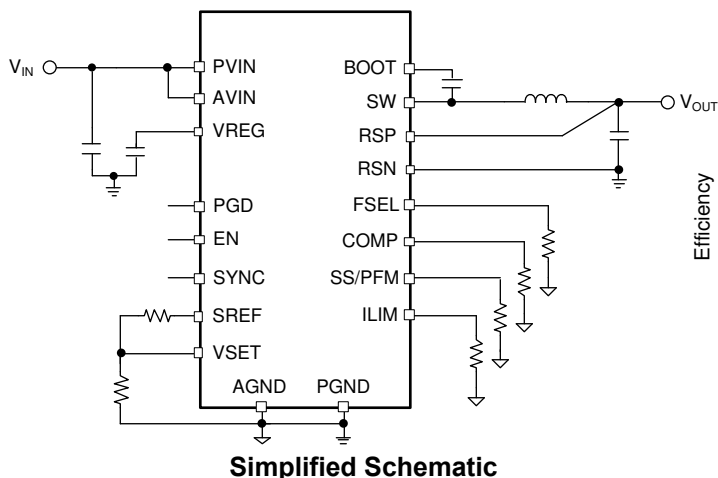 V_IN
PVIN
AVIN
VREG
PGD
EN
SYNC
SREF
VSET
AGND PGND
BOOT
SW
RSP
RSN
FSEL
COMP
SS/PFM
ILIM
V_OUT
Efficiency
Simplified Schematic